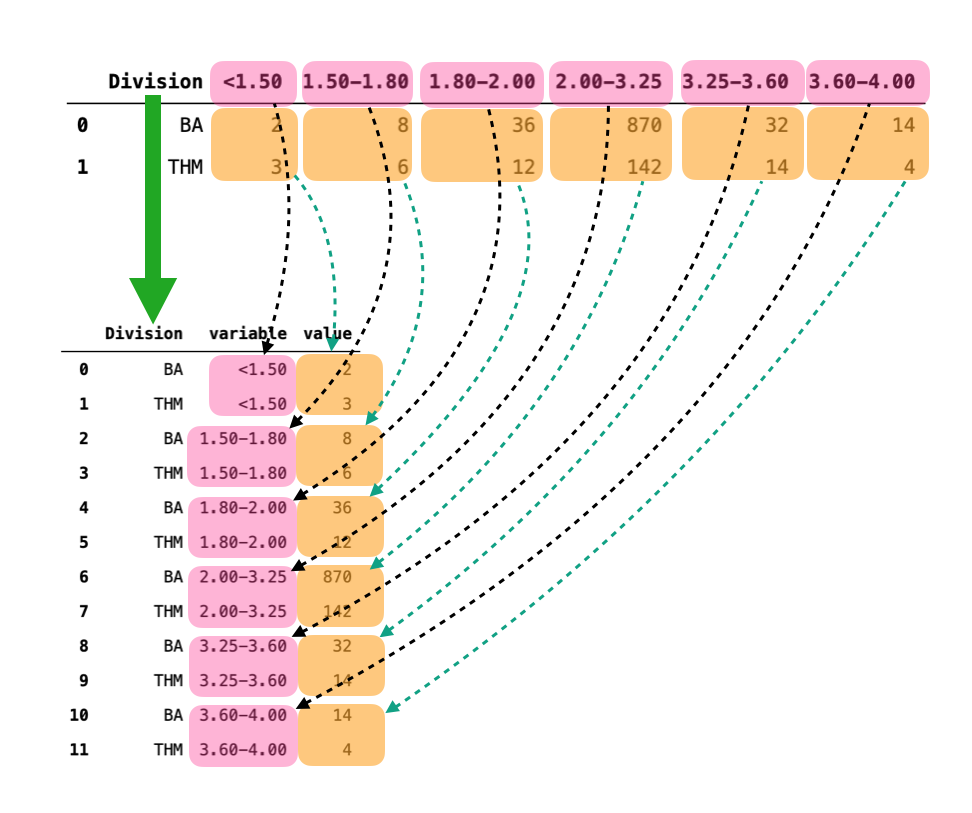 Division <1.50 1.50−1.80 1.80−2.00 2.00−3.25 3.25−3.60 3.60−4.00
0 BA 2 8 36 870 32 14
1 THM 3 6 12 142 14 4
Division variable value
0 BA <1.50 2
1 THM <1.50 3
2 BA 1.50−1.80 8
3 THM 1.50−1.80 6
4 BA 1.80−2.00 36
5 THM 1.80−2.00 12
6 BA 2.00−3.25 870
7 THM 2.00−3.25 142
8 BA 3.25−3.60 32
9 THM 3.25−3.60 14
10 BA 3.60−4.00 14
11 THM 3.60−4.00 4